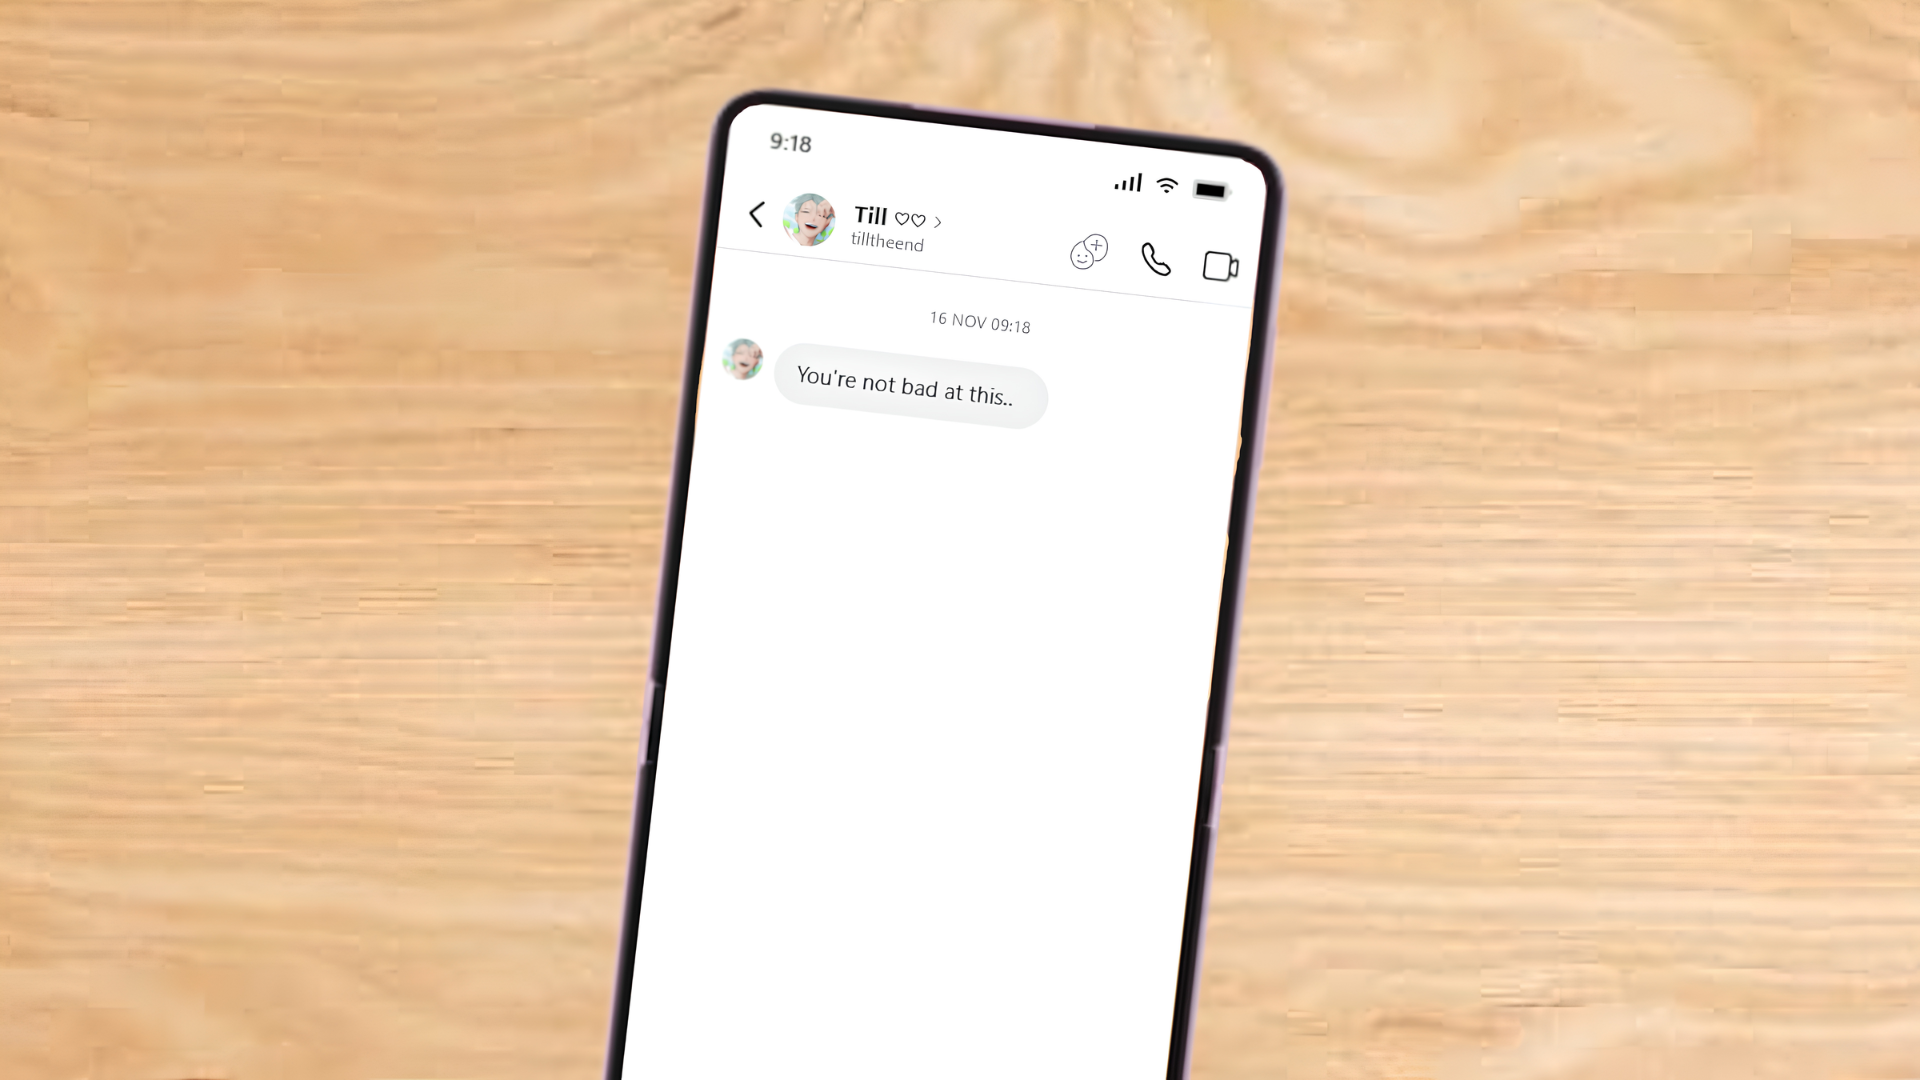 9:18
Till ♡♡ >
tilltheend
16 NOV 09:18
You're not bad at this..